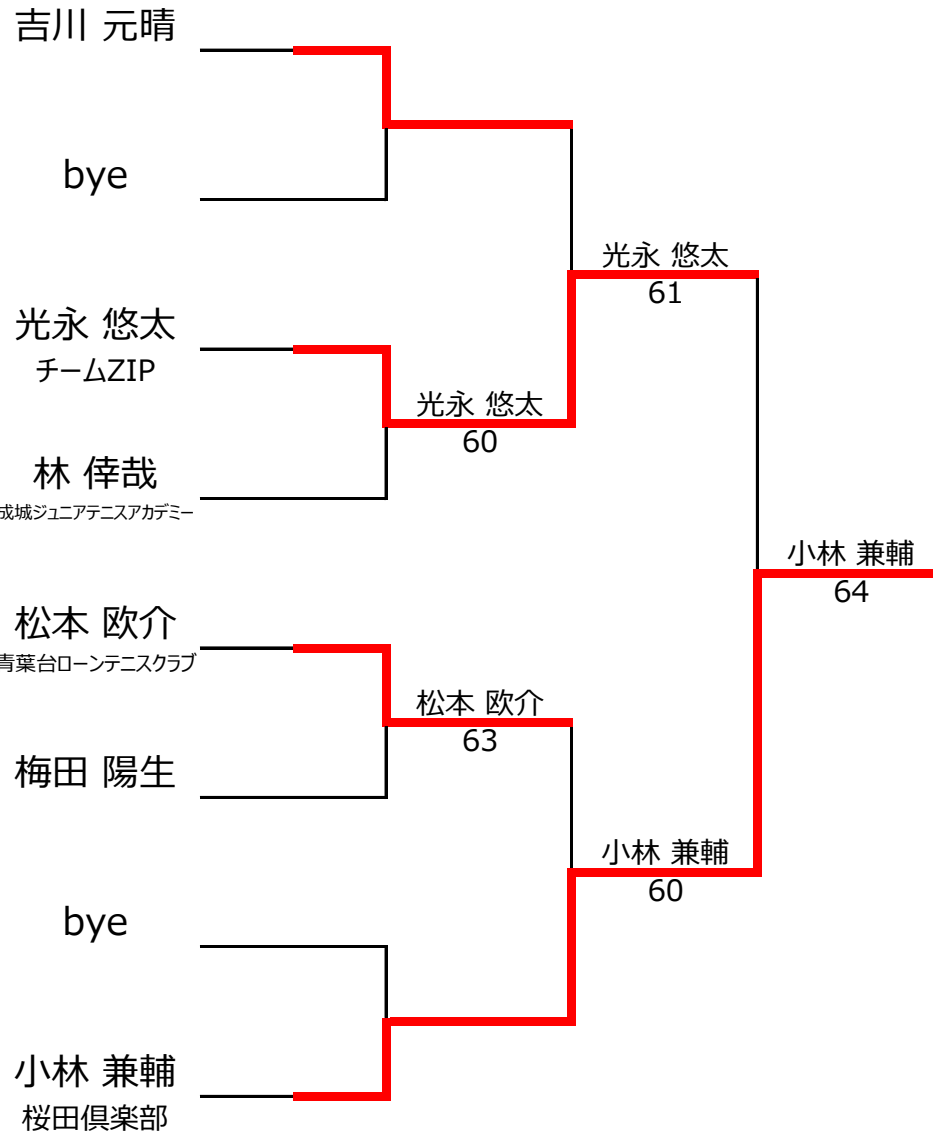 吉川 元晴
bye
光永 悠太
チームZIP
林 倖哉
成城ジュニアテニスアカデミー
松本 欧介
青葉台ローンテニスクラブ
梅田 陽生
bye
小林 兼輔
桜田倶楽部
光永 悠太
60
松本 欧介
63
光永 悠太
61
小林 兼輔
60
小林 兼輔
64